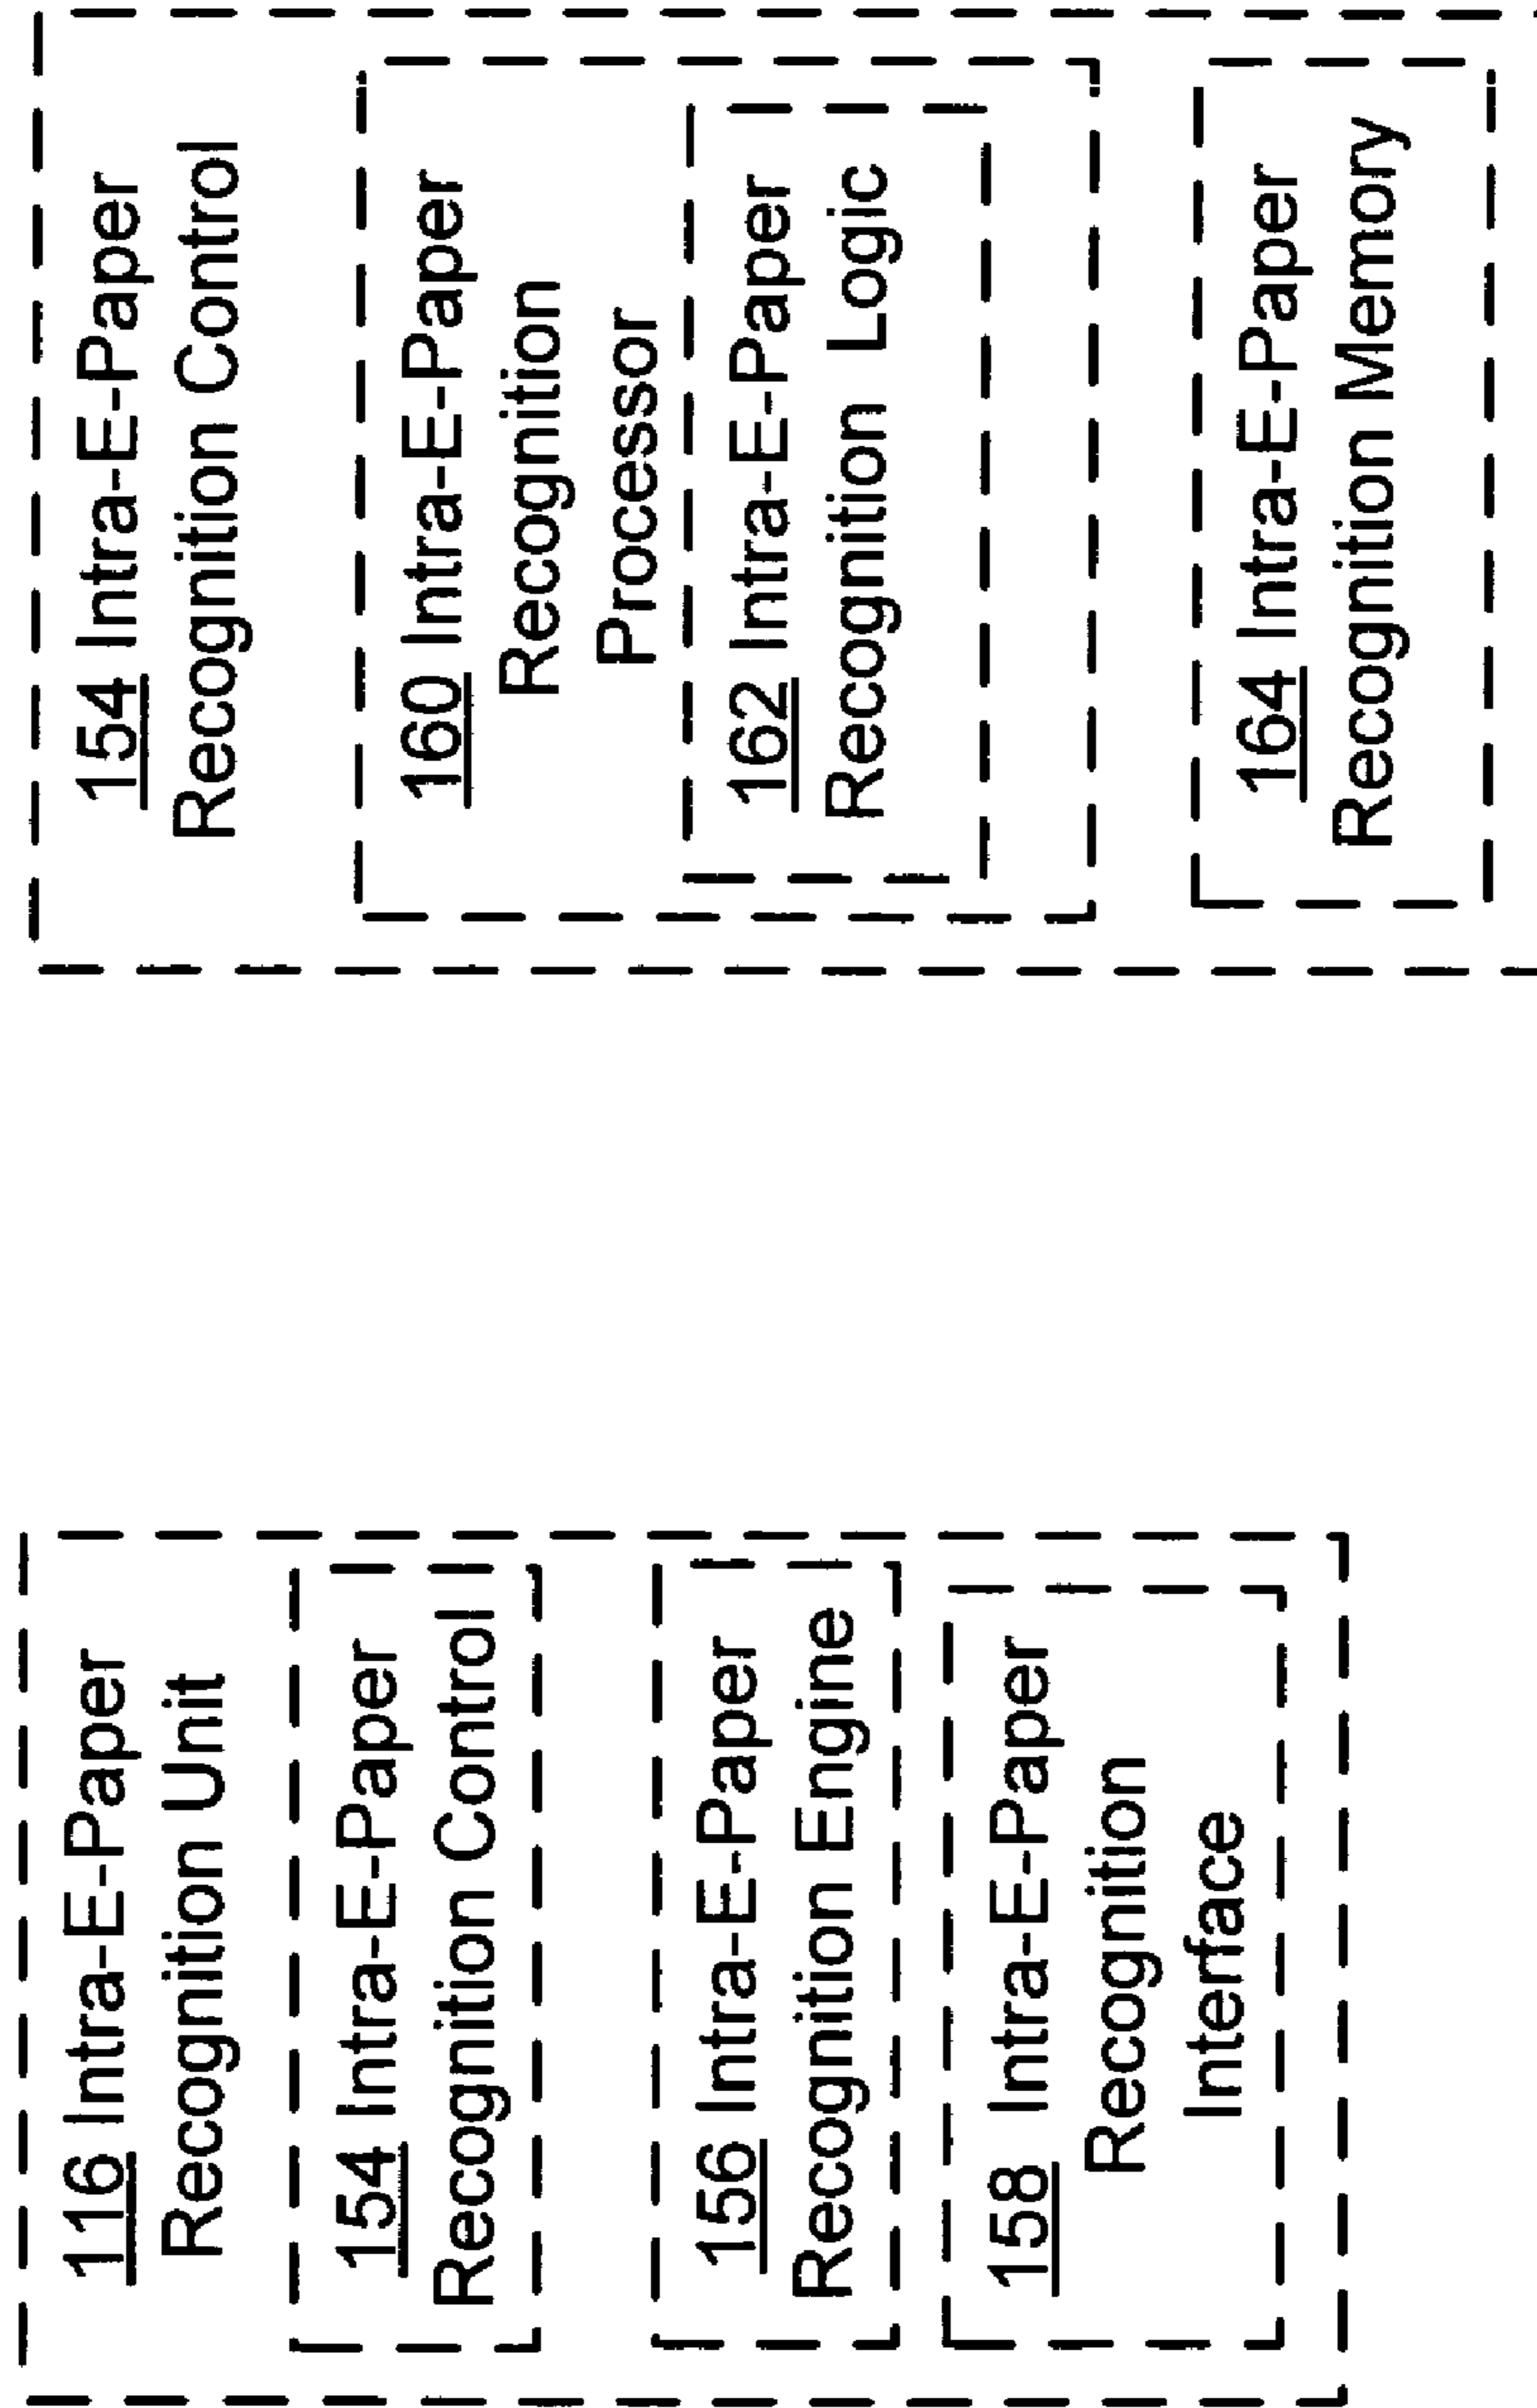 116 Intra-E-Paper
Recognition Unit
154 Intra-E-Paper
Recognition Control
156 Intra-E-Paper
Recognition Engine
158 Intra-E-Paper
Recognition
Interface
154 Intra-E-Paper
Recognition Control
160 Intra-E-Paper
Recognition
Processor
162 Intra-E-Paper
Recognition Logic
164 Intra-E-Paper
Recognition Memory